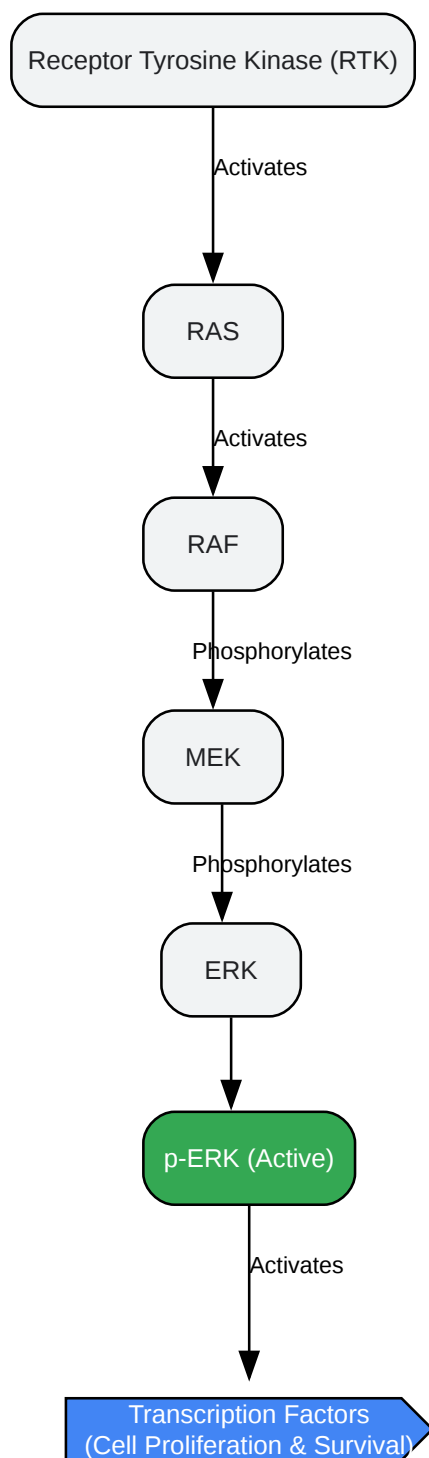 Receptor Tyrosine Kinase (RTK)
Activates
RAS
Activates
RAF
Phosphorylates
MEK
Phosphorylates
ERK
p-ERK (Active)
Activates
Transcription Factors
(Cell Proliferation & Survival)